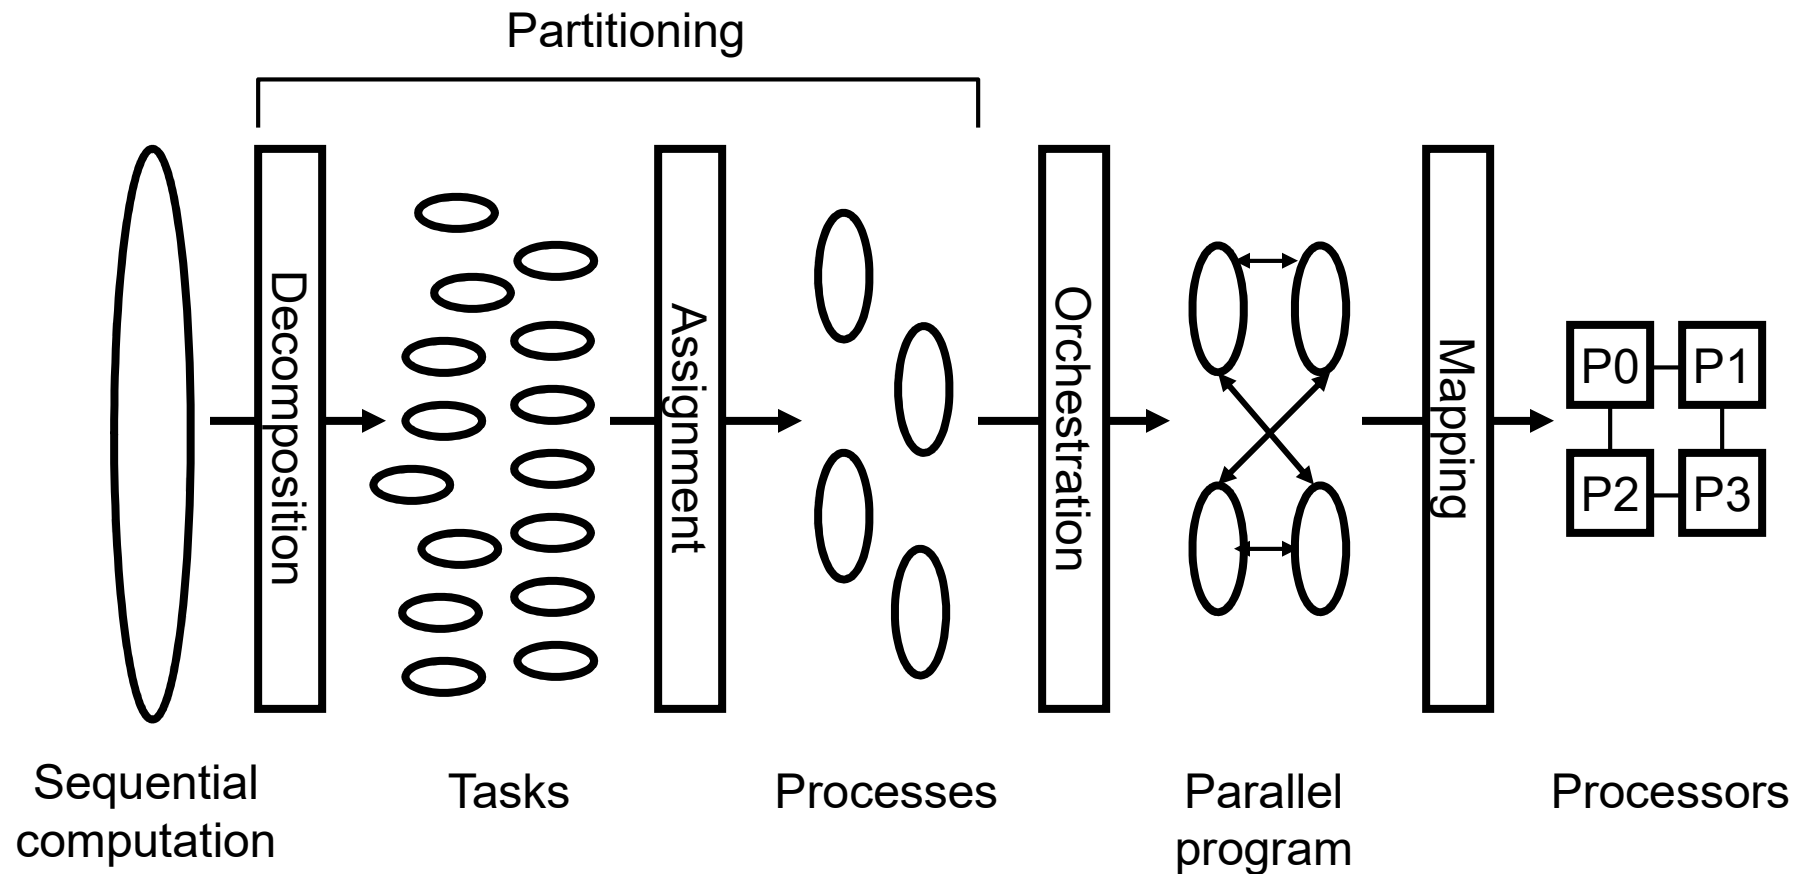 Partitioning
Decomposition
Assignment
Orchestration
Mapping
P0
P1
P2
P3
Sequential
computation
Tasks
Processes
Parallel
program
Processors